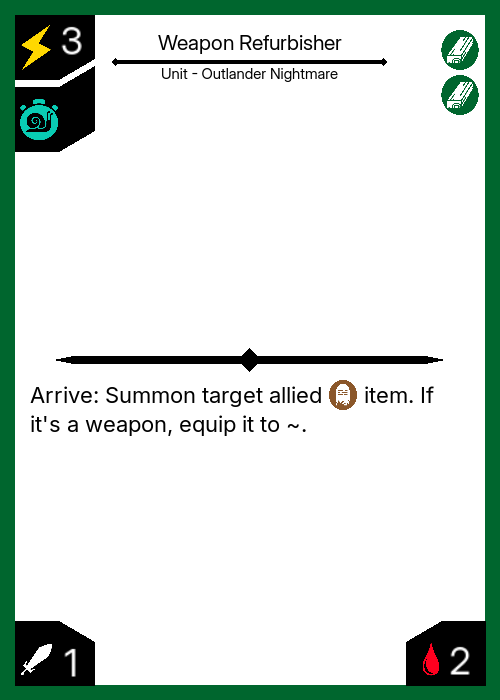 3
Weapon Refurbisher
Unit - Outlander Nightmare
Arrive: Summon target allied item. If
it's a weapon, equip it to ~.
1
2